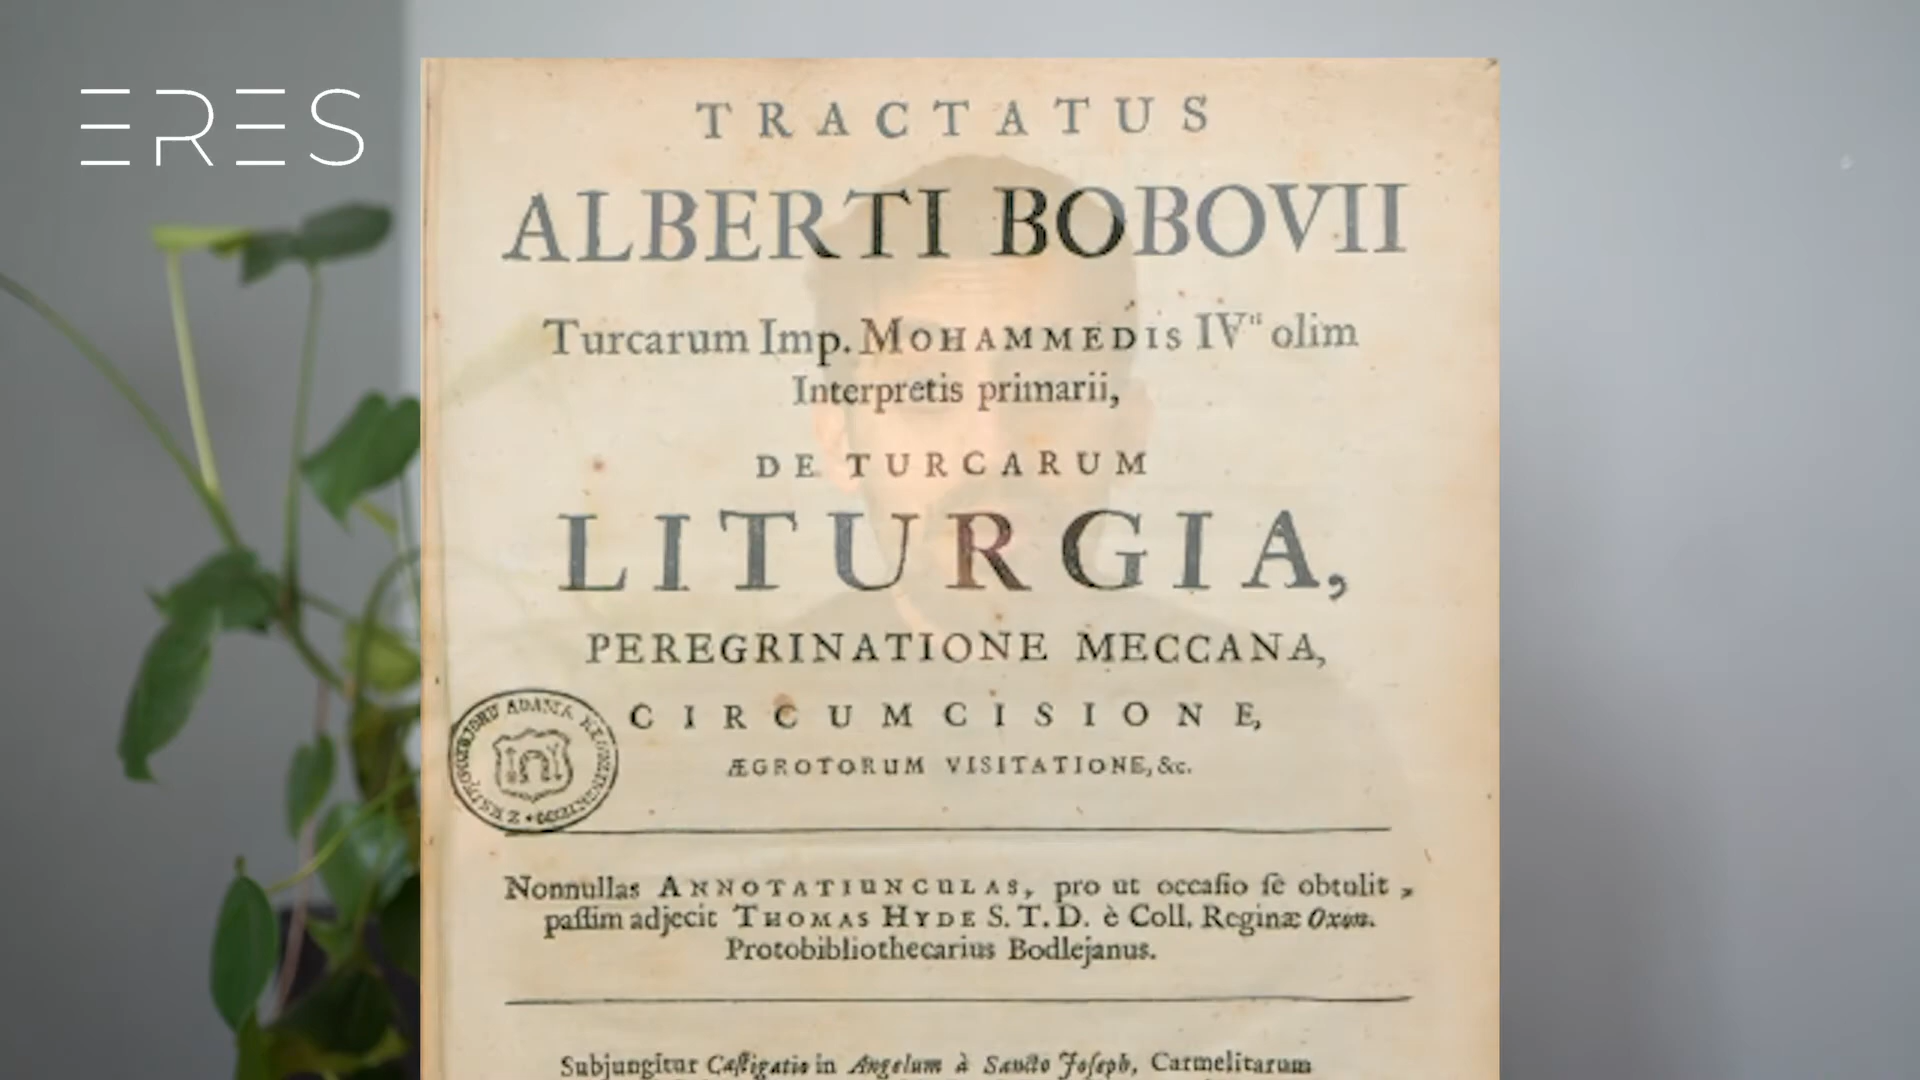 ERES
TRACTATUS
ALBERTI BOBOVII
Turcarum Imp. MOHAMMEDIS IVti olim
Interpretis primarii,
DE TURCARUM
LITURGIA,
PEREGRINATIONE MECCANA,
CIRCUMCISIONE,
ÆGROTORUM VISITATIONE, &c.
Nonnullas ANNOTATIUNCULAS, pro ut occasio se obtulit,
passim adjecit THOMAS HYDE S. T. D. è Coll. Reginæ Oxon.
Protobibliothecarius Bodlejanus.
Subjungitur Castigatio in Angelum à Sancto Joseph, Carmelitarum